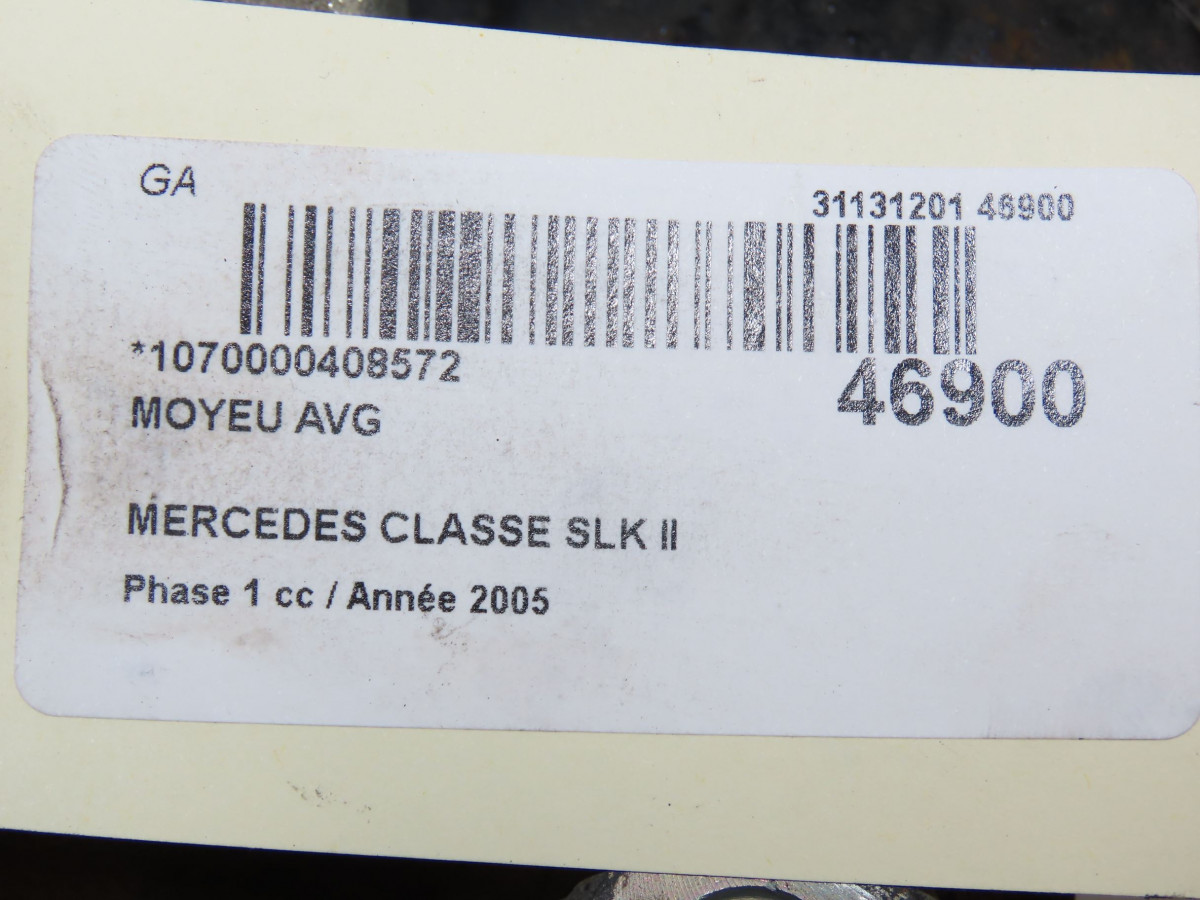 GA
31131201 46900
*1070000408572
46900
MOYEU AVG
MERCEDES CLASSE SLK II
Phase 1 cc / Année 2005